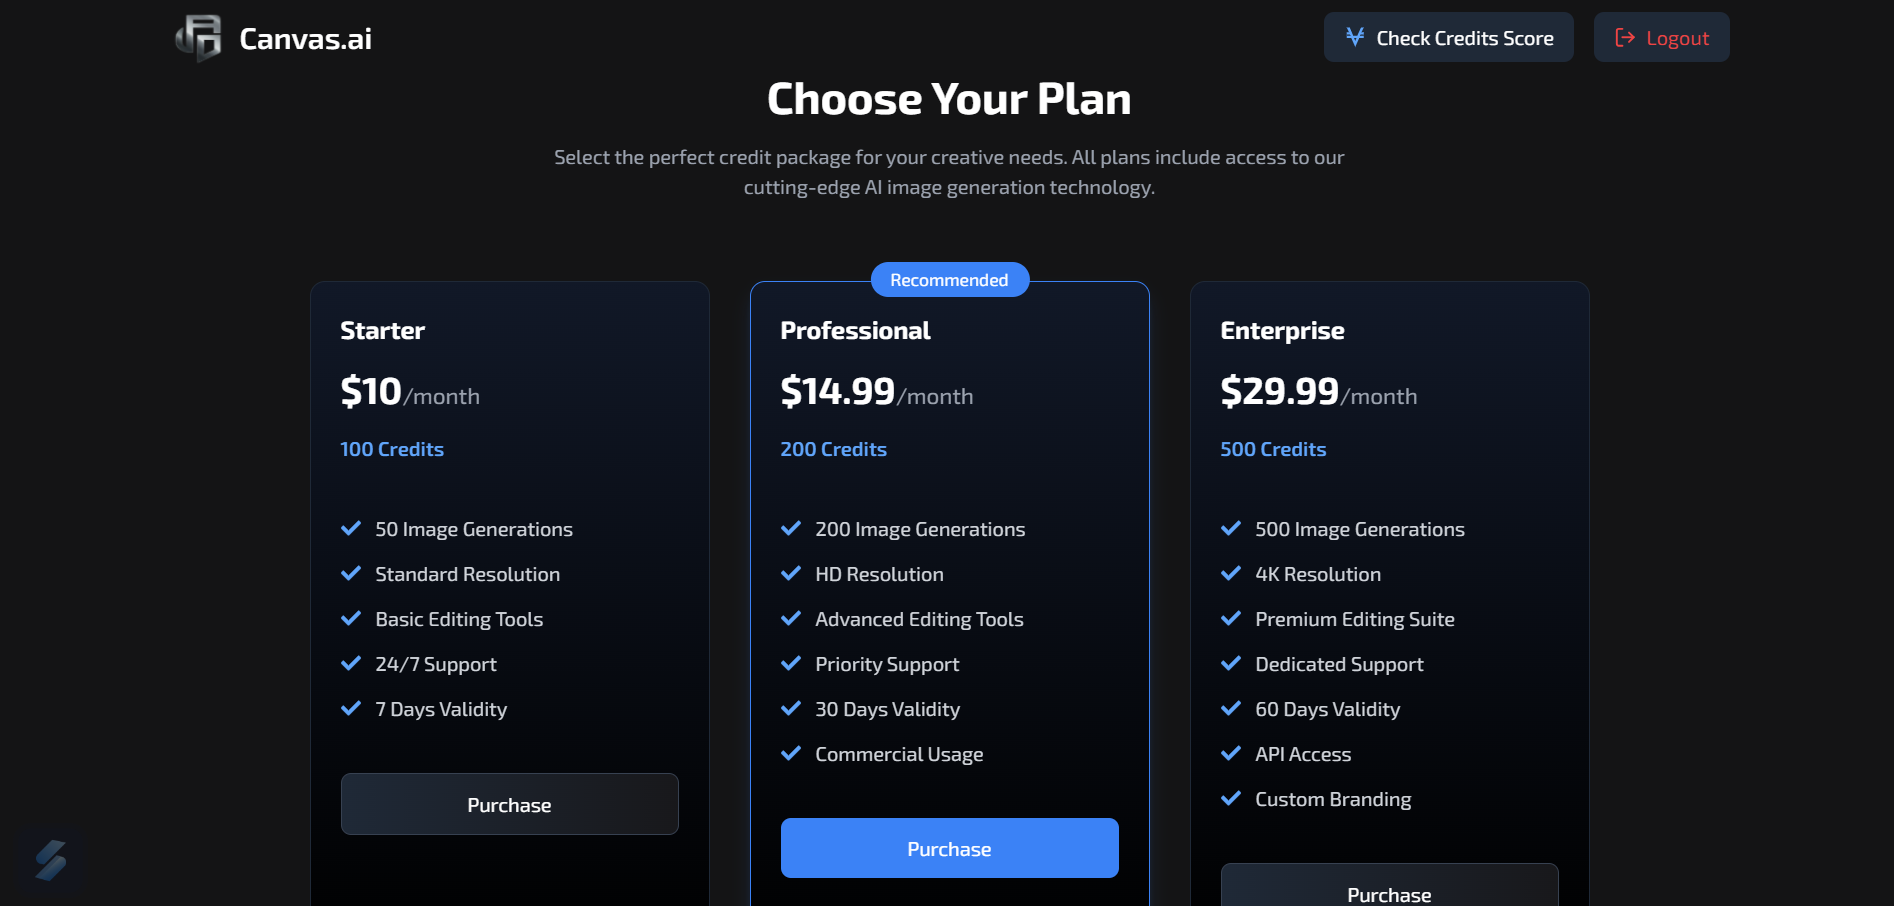 Canvas.ai
Check Credits Score
Logout
Choose Your Plan
Select the perfect credit package for your creative needs. All plans include access to our
cutting-edge AI image generation technology.
Starter
$10/month
100 Credits
50 Image Generations
Standard Resolution
Basic Editing Tools
24/7 Support
7 Days Validity
Purchase
Recommended
Professional
$14.99/month
200 Credits
200 Image Generations
HD Resolution
Advanced Editing Tools
Priority Support
30 Days Validity
Commercial Usage
Purchase
Enterprise
$29.99/month
500 Credits
500 Image Generations
4K Resolution
Premium Editing Suite
Dedicated Support
60 Days Validity
API Access
Custom Branding
Purchase